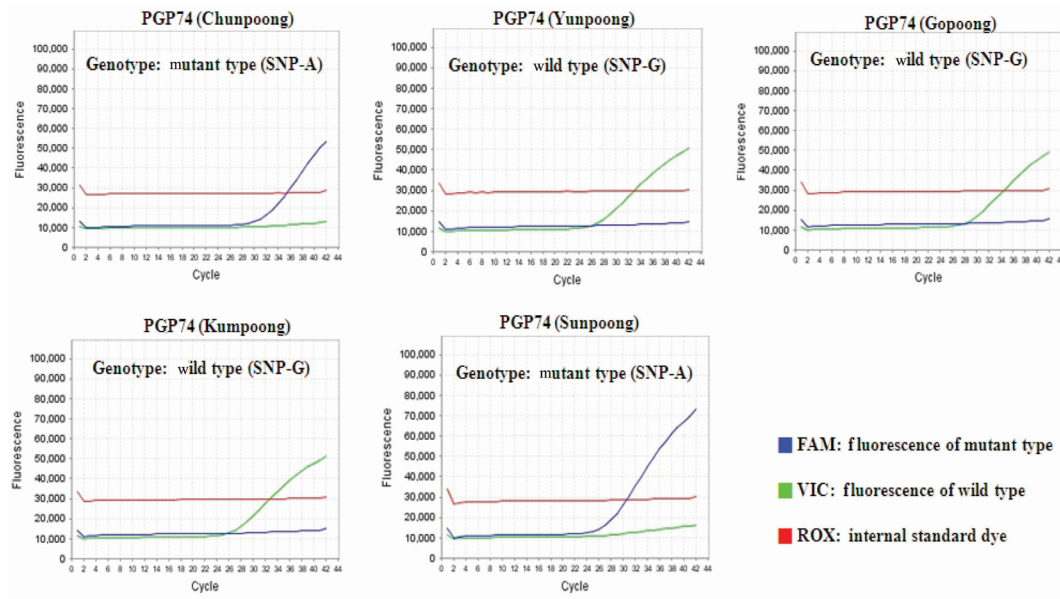 PGP74 (Chunpoong)
Genotype: mutant type (SNP-A)
100,000
90,000
80,000
70,000
60,000
50,000
40,000
30,000
20,000
10,000
0
Fluorescence
0 2 4 6 8 10 12 14 16 18 20 22 24 26 28 30 32 34 36 38 40 42 44
Cycle
PGP74 (Yunpoong)
Genotype: wild type (SNP-G)
100,000
90,000
80,000
70,000
60,000
50,000
40,000
30,000
20,000
10,000
0
Fluorescence
0 2 4 6 8 10 12 14 16 18 20 22 24 26 28 30 32 34 36 38 40 42 44
Cycle
PGP74 (Gopoong)
Genotype: wild type (SNP-G)
100,000
90,000
80,000
70,000
60,000
50,000
40,000
30,000
20,000
10,000
0
Fluorescence
0 2 4 6 8 10 12 14 16 18 20 22 24 26 28 30 32 34 36 38 40 42 44
Cycle
PGP74 (Kumpoong)
Genotype: wild type (SNP-G)
100,000
90,000
80,000
70,000
60,000
50,000
40,000
30,000
20,000
10,000
0
Fluorescence
0 2 4 6 8 10 12 14 16 18 20 22 24 26 28 30 32 34 36 38 40 42 44
Cycle
PGP74 (Sunpoong)
Genotype: mutant type (SNP-A)
100,000
90,000
80,000
70,000
60,000
50,000
40,000
30,000
20,000
10,000
0
Fluorescence
0 2 4 6 8 10 12 14 16 18 20 22 24 26 28 30 32 34 36 38 40 42 44
Cycle
FAM: fluorescence of mutant type
VIC: fluorescence of wild type
ROX: internal standard dye